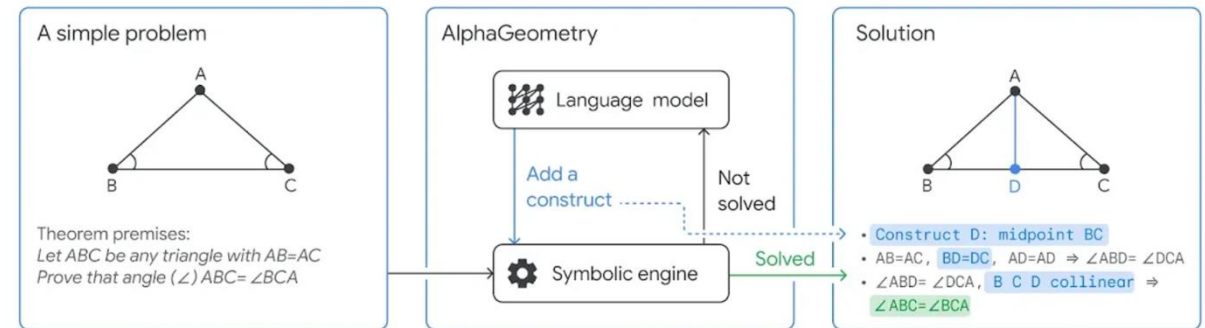 A simple problem
A
B
C
Theorem premises:
Let ABC be any triangle with AB=AC
Prove that angle (∠) ABC= ∠BCA
AlphaGeometry
Language model
Add a
construct
Not
solved
Symbolic engine
Solved
Solution
A
B
D
C
• Construct D: midpoint BC
• AB=AC, BD=DC, AD=AD ⇒ ∠ABD= ∠DCA
• ∠ABD= ∠DCA, B C D collinear ⇒
∠ABC=∠BCA